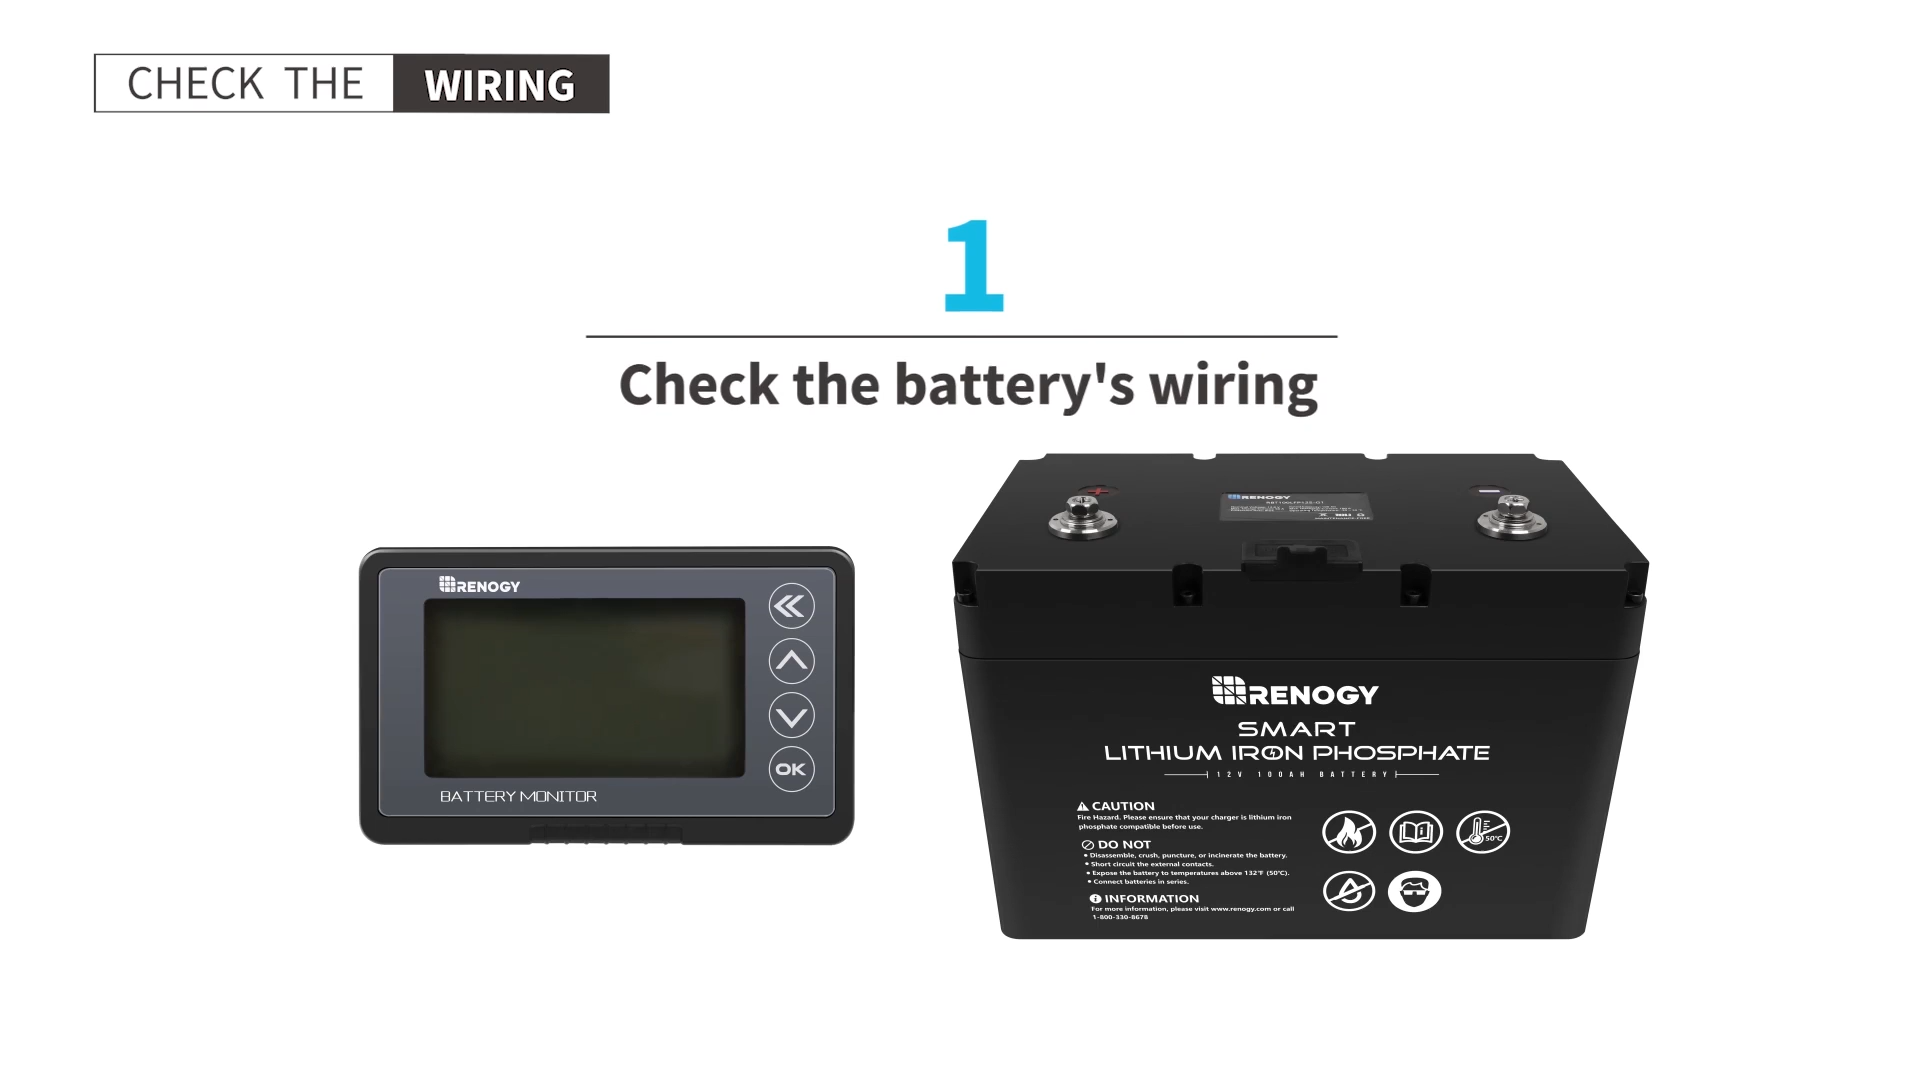 CHECK THE WIRING
1
Check the battery's wiring
RENOGY
OK
BATTERY MONITOR
RENOGY
RENOGY
SMART
LITHIUM IRON PHOSPHATE
12V 100AH BATTERY
CAUTION
Fire Hazard. Please ensure that your charger is lithium iron
phosphate compatible before use.
DO NOT
• Disassemble, crush, puncture, or incinerate the battery.
• Short circuit the external contacts.
• Expose the battery to temperatures above 132°F (50°C).
• Connect batteries in series.
INFORMATION
For more information, please visit www.renogy.com or call
1-800-330-8678
50°C